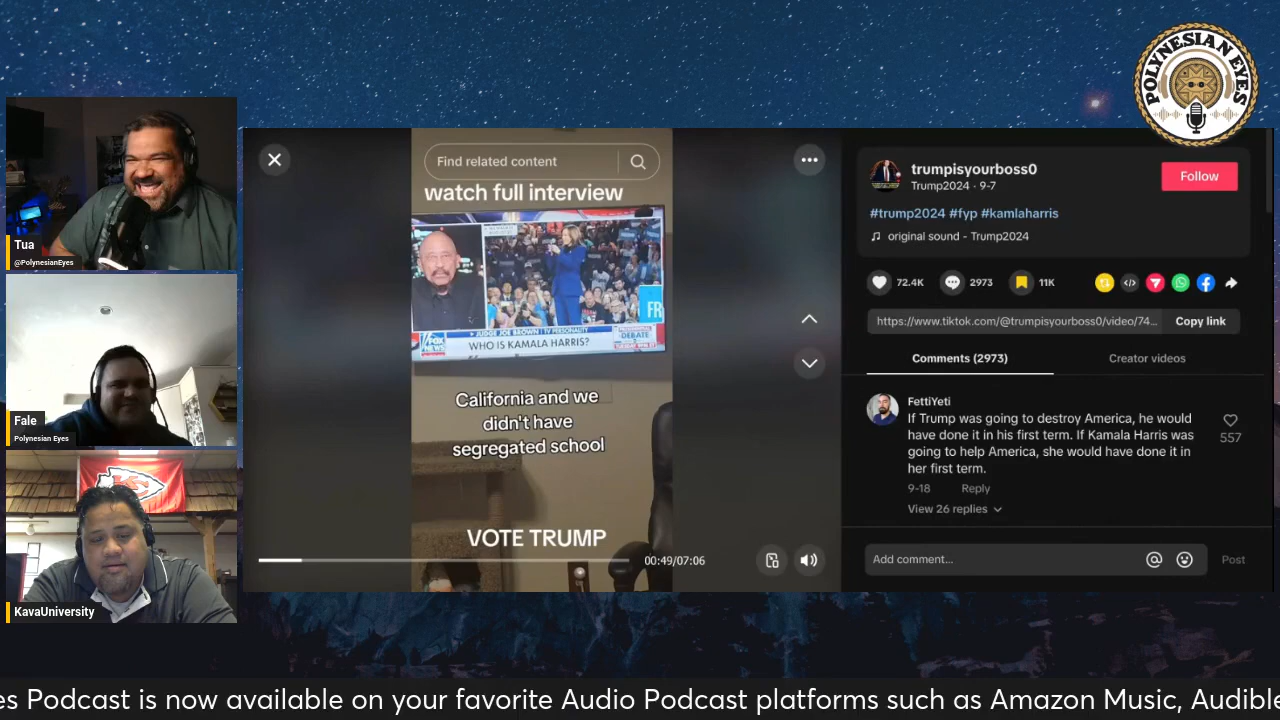 POLYNESIAN EYES
Tua
@PolynesianEyes
Fale
Polynesian Eyes
KavaUniversity
Find related content
watch full interview
FR
JUDGE JOE BROWN | TV PERSONALITY
FOX
NEWS
WHO IS KAMALA HARRIS?
DEBATE
California and we
didn't have
segregated school
VOTE TRUMP
00:49/07:06
trumpisyourboss0
Trump2024 · 9-7
Follow
#trump2024 #fyp #kamlaharris
original sound - Trump2024
72.4K
2973
11K
https://www.tiktok.com/@trumpisyourboss0/video/74...
Copy link
Comments (2973)
Creator videos
FettiYeti
If Trump was going to destroy America, he would
have done it in his first term. If Kamala Harris was
going to help America, she would have done it in
her first term.
557
9-18 Reply
View 26 replies
Add comment...
Post
es Podcast is now available on your favorite Audio Podcast platforms such as Amazon Music, Audible